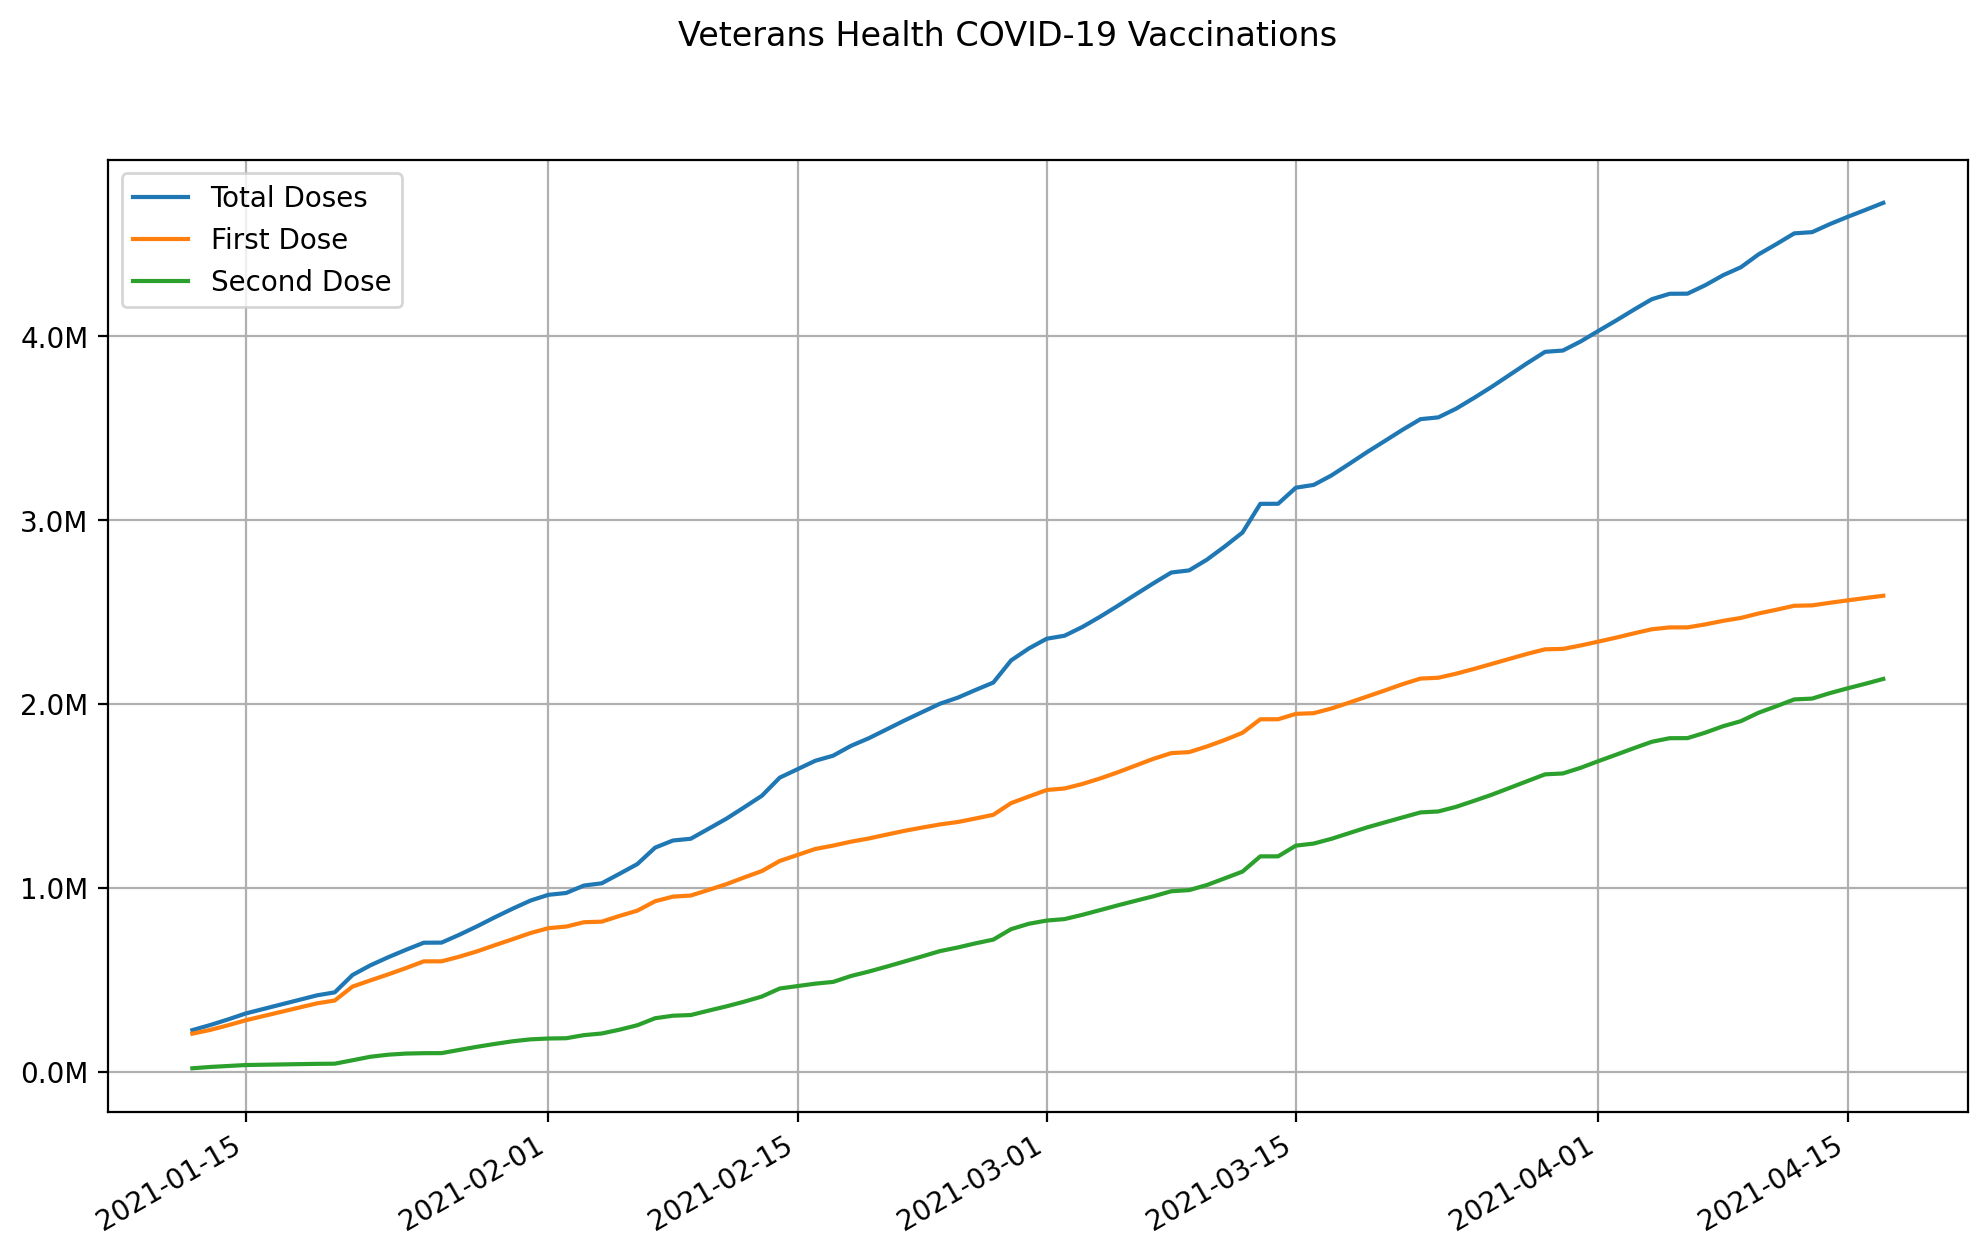 Veterans Health COVID-19 Vaccinations
Total Doses
First Dose
Second Dose
4.0M
3.0M
2.0M
1.0M
0.0M
2021-01-15
2021-02-01
2021-02-15
2021-03-01
2021-03-15
2021-04-01
2021-04-15